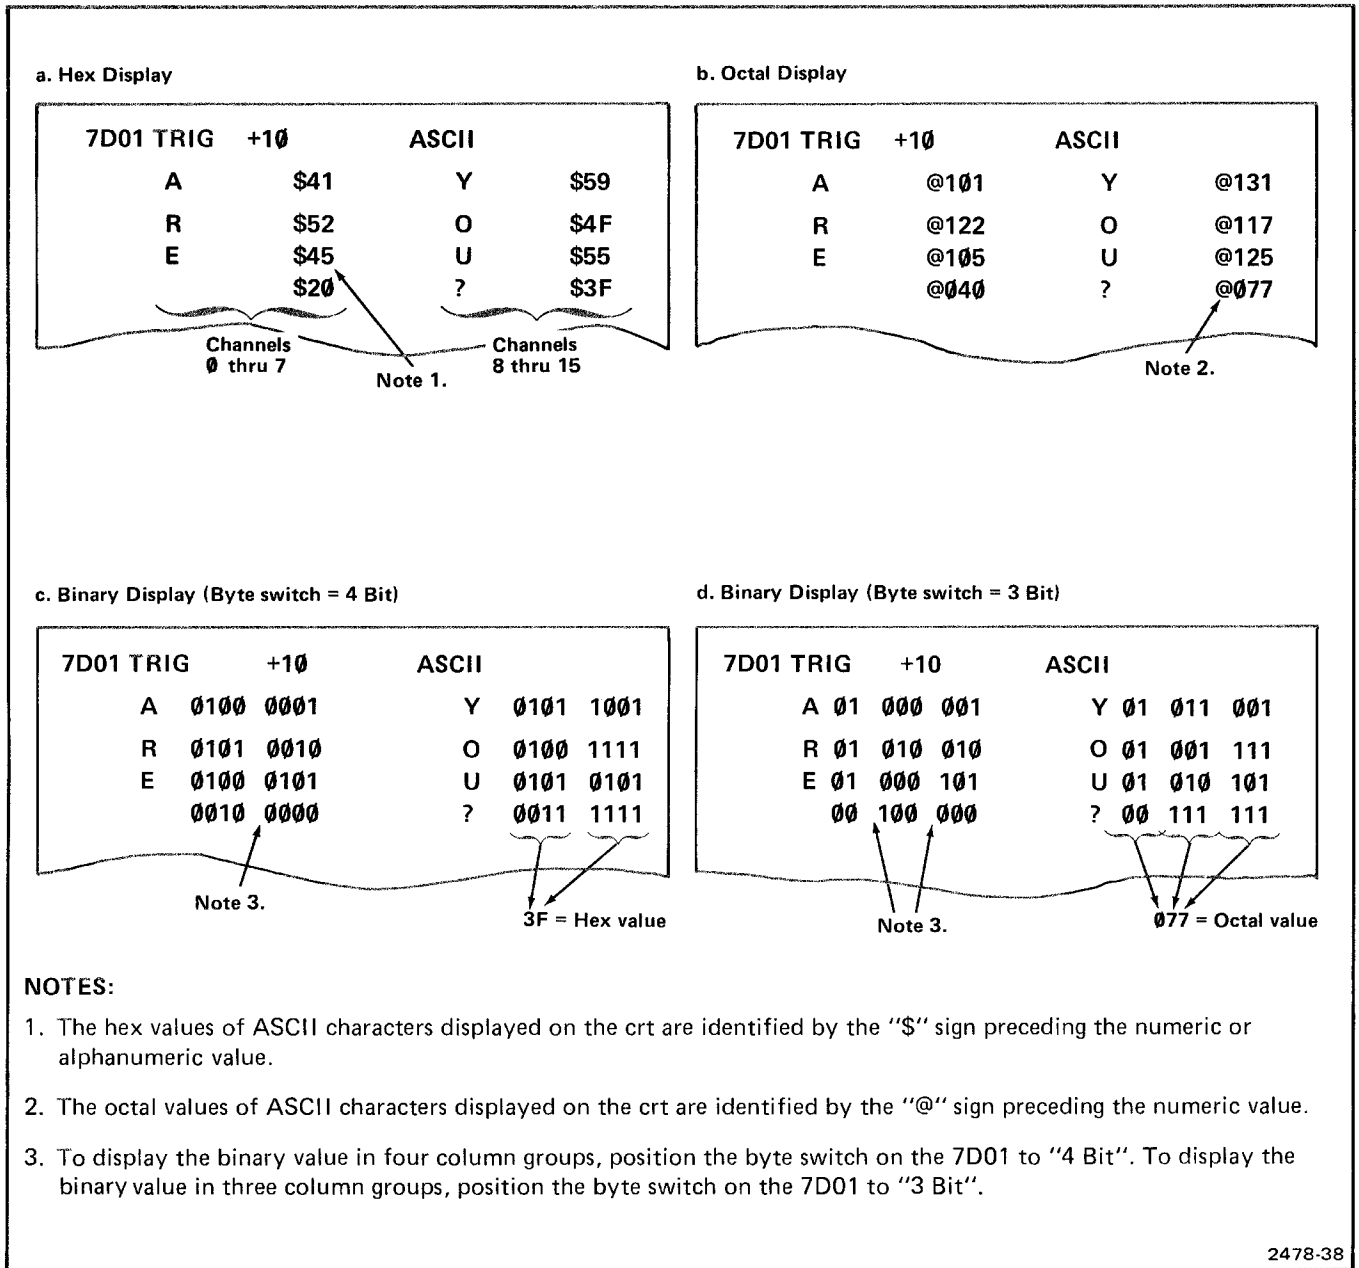 a. Hex Display
7D01 TRIG +10 ASCII
A $41 Y $59
R $52 O $4F
E $45 U $55
$20 ? $3F
Channels
0 thru 7
Note 1.
Channels
8 thru 15
b. Octal Display
7D01 TRIG +10 ASCII
A @101 Y @131
R @122 O @117
E @105 U @125
@040 ? @077
Note 2.
c. Binary Display (Byte switch = 4 Bit)
7D01 TRIG +10 ASCII
A 0100 0001 Y 0101 1001
R 0101 0010 O 0100 1111
E 0100 0101 U 0101 0101
0010 0000 ? 0011 1111
Note 3.
3F = Hex value
d. Binary Display (Byte switch = 3 Bit)
7D01 TRIG +10 ASCII
A 01 000 001 Y 01 011 001
R 01 010 010 O 01 001 111
E 01 000 101 U 01 010 101
00 100 000 ? 00 111 111
Note 3.
077 = Octal value
NOTES:
1. The hex values of ASCII characters displayed on the crt are identified by the "$" sign preceding the numeric or
alphanumeric value.
2. The octal values of ASCII characters displayed on the crt are identified by the "@" sign preceding the numeric value.
3. To display the binary value in four column groups, position the byte switch on the 7D01 to "4 Bit". To display the
binary value in three column groups, position the byte switch on the 7D01 to "3 Bit".
2478-38